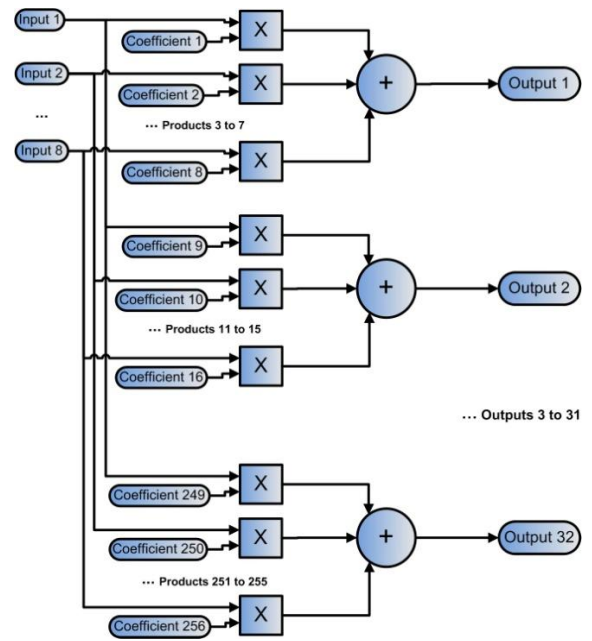 Input 1
X
Coefficient 1
Input 2
X
+
Output 1
Coefficient 2
...
... Products 3 to 7
Input 8
X
Coefficient 8
X
Coefficient 9
X
+
Output 2
Coefficient 10
... Products 11 to 15
X
Coefficient 16
... Outputs 3 to 31
X
Coefficient 249
X
+
Output 32
Coefficient 250
... Products 251 to 255
X
Coefficient 256